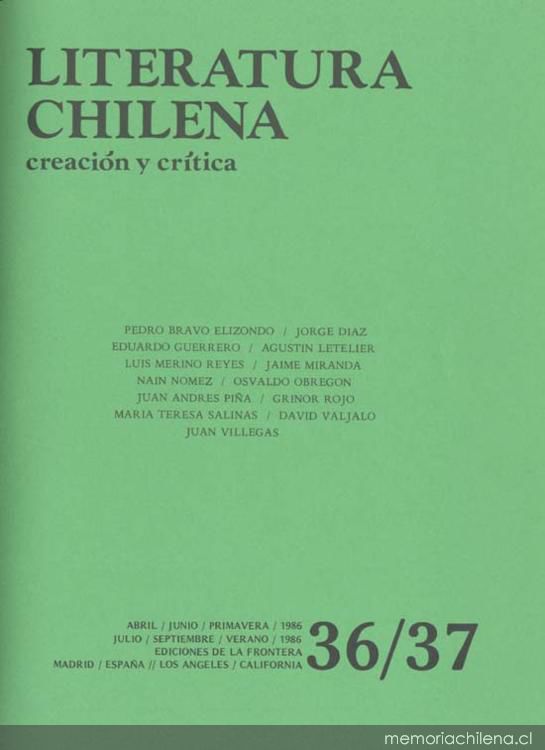 LITERATURA
CHILENA
creación y crítica
PEDRO BRAVO ELIZONDO / JORGE DIAZ
EDUARDO GUERRERO / AGUSTIN LETELIER
LUIS MERINO REYES / JAIME MIRANDA
NAIN NOMEZ / OSVALDO OBREGON
JUAN ANDRES PIÑA / GRINOR ROJO
MARIA TERESA SALINAS / DAVID VALJALO
JUAN VILLEGAS
ABRIL / JUNIO / PRIMAVERA / 1986
JULIO / SEPTIEMBRE / VERANO / 1986
EDICIONES DE LA FRONTERA
MADRID / ESPAÑA // LOS ANGELES / CALIFORNIA
36/37
memoriachilena.cl